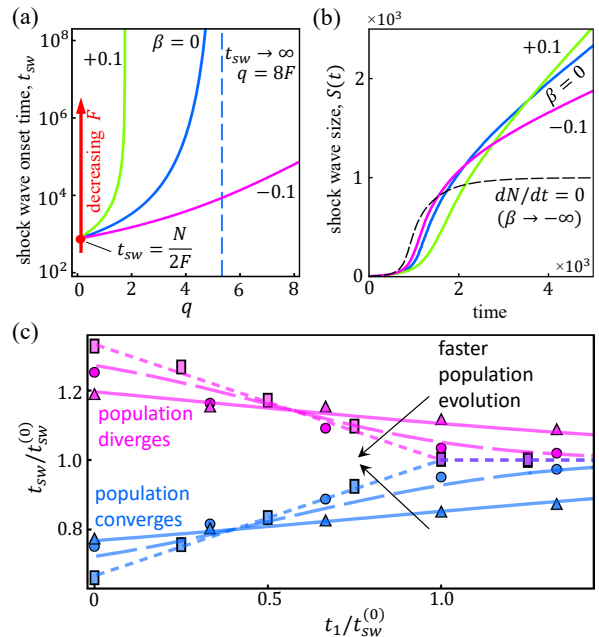 (a)
shock wave onset time, t_sw
10^8
10^6
10^4
10^2
+0.1
β = 0
t_sw → ∞
q = 8F
decreasing F
−0.1
t_sw = N/2F
0 2 4 6 8
q
(b)
×10^3
shock wave size, S(t)
2
1
0
+0.1
β = 0
−0.1
dN/dt = 0
(β → −∞)
×10^3
0 2 4
time
(c)
t_sw/t_sw^(0)
1.2
1.0
0.8
population
diverges
population
converges
faster
population
evolution
0 0.5 1.0
t_1/t_sw^(0)